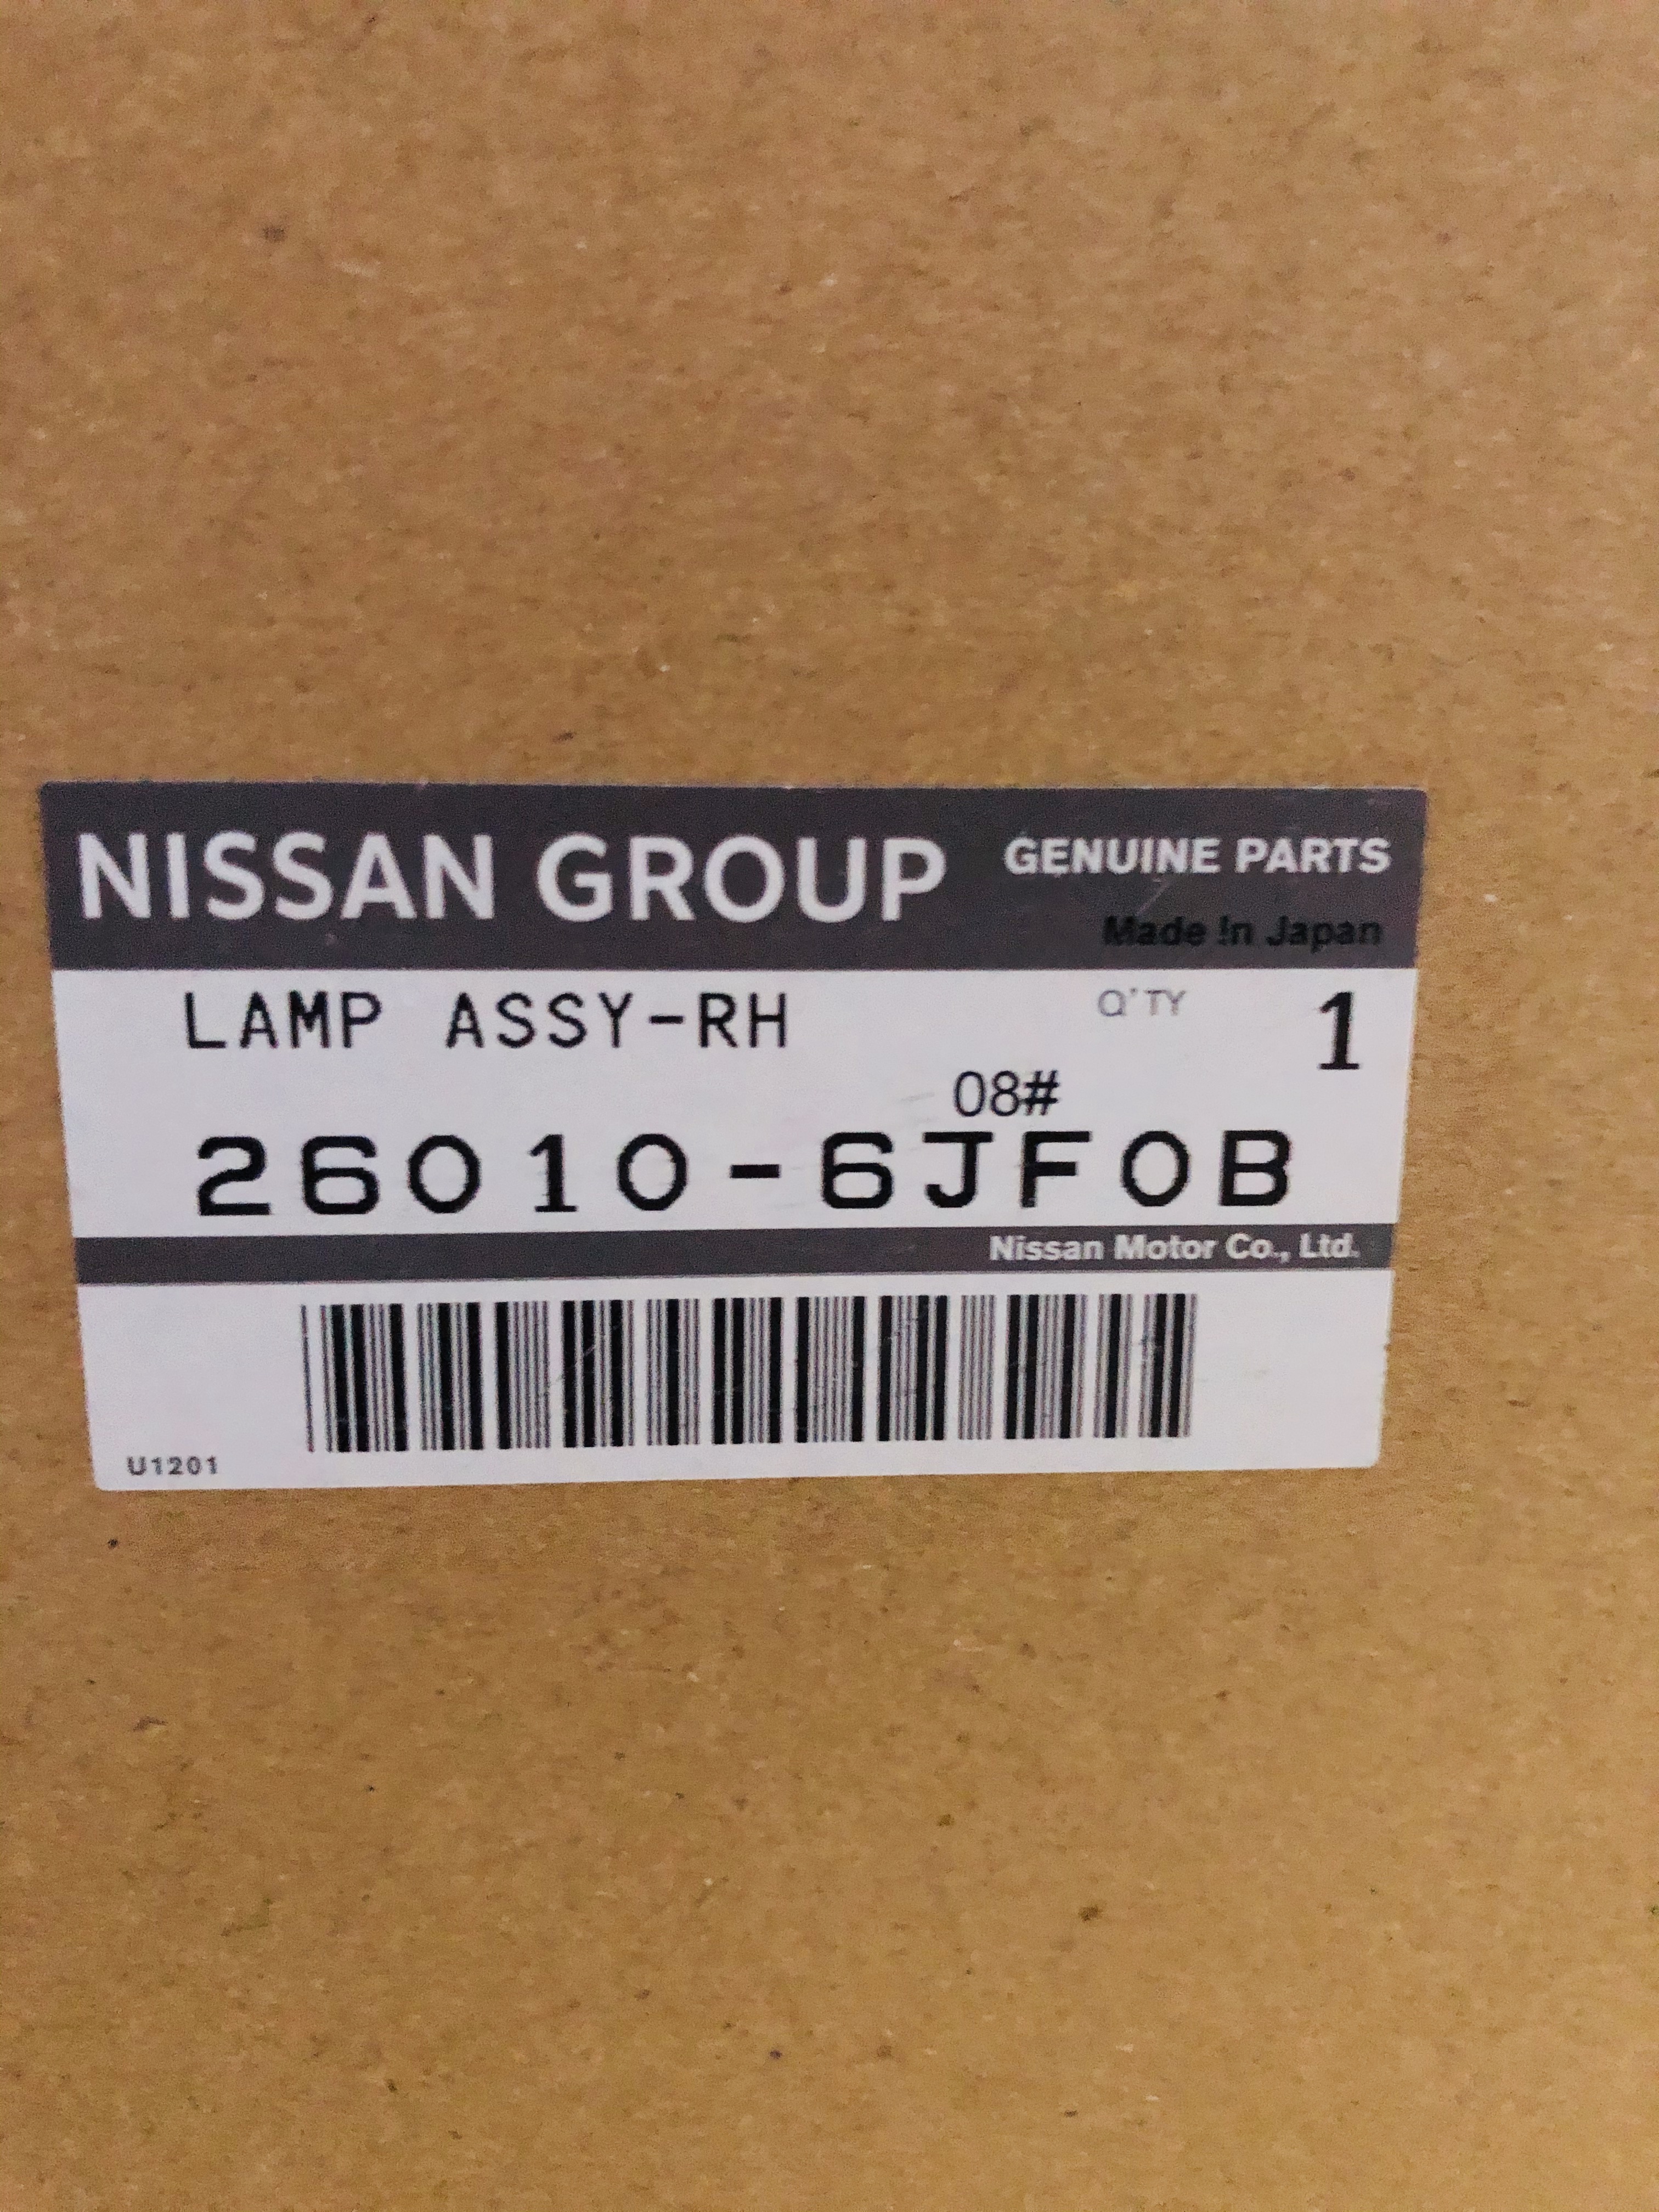 NISSAN GROUP GENUINE PARTS
Made In Japan
LAMP ASSY-RH Q'TY 1
08#
26010-6JF0B
Nissan Motor Co., Ltd.
U1201